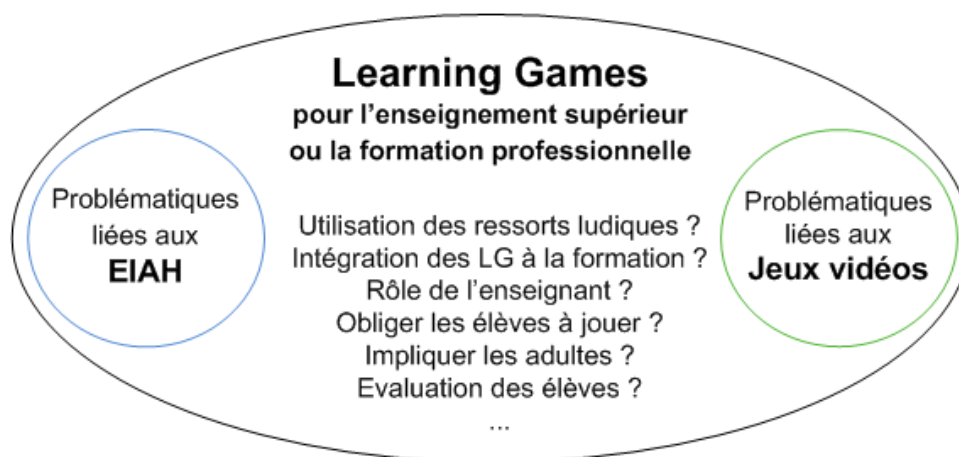 Learning Games
pour l'enseignement supérieur
ou la formation professionnelle
Problématiques
liées aux
EIAH
Utilisation des ressorts ludiques ?
Intégration des LG à la formation ?
Rôle de l'enseignant ?
Obliger les élèves à jouer ?
Impliquer les adultes ?
Evaluation des élèves ?
...
Problématiques
liées aux
Jeux vidéos